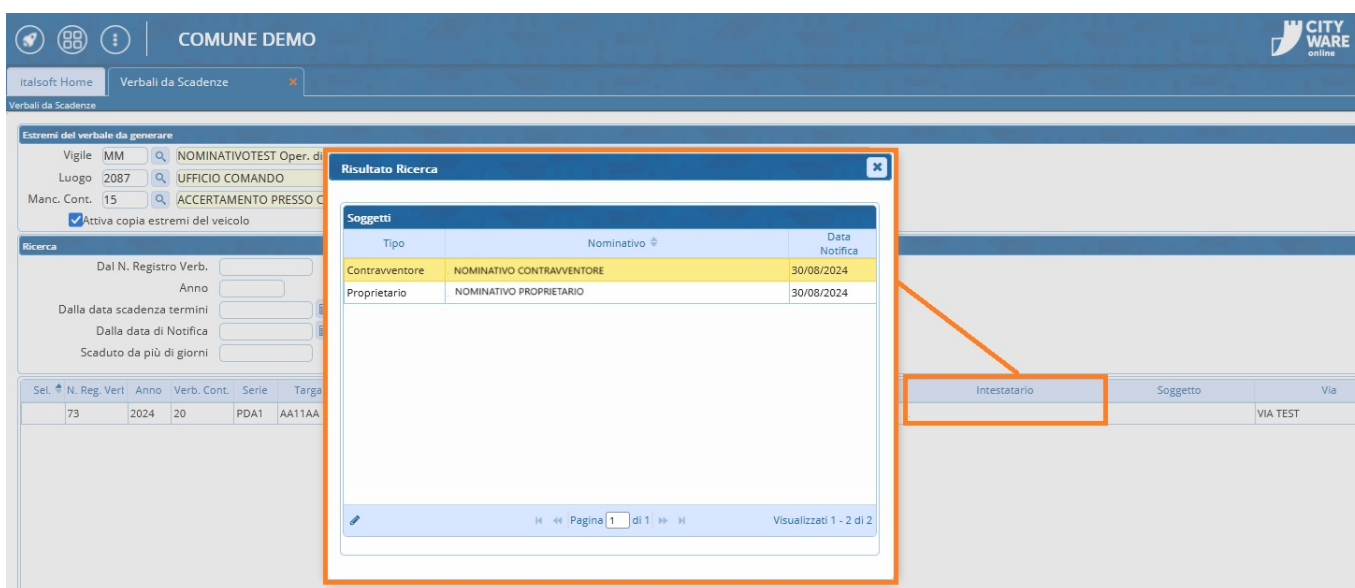 COMUNE DEMO
CITY
WARE
online
italsoft Home
Verbali da Scadenze
Verbali da Scadenze
Estremi del verbale da generare
Vigile MM NOMINATIVOTEST Oper. di
Luogo 2087 UFFICIO COMANDO
Manc. Cont. 15 ACCERTAMENTO PRESSO C
Attiva copia estremi del veicolo
Ricerca
Dal N. Registro Verb.
Anno
Dalla data scadenza termini
Dalla data di Notifica
Scaduto da più di giorni
Sel. N. Reg. Vert Anno Verb. Cont. Serie Targa Intestatario Soggetto Via
73 2024 20 PDA1 AA11AA VIA TEST
Risultato Ricerca
Soggetti
Tipo Nominativo Data
Notifica
Contravventore NOMINATIVO CONTRAVVENTORE 30/08/2024
Proprietario NOMINATIVO PROPRIETARIO 30/08/2024
Pagina 1 di 1 Visualizzati 1 - 2 di 2